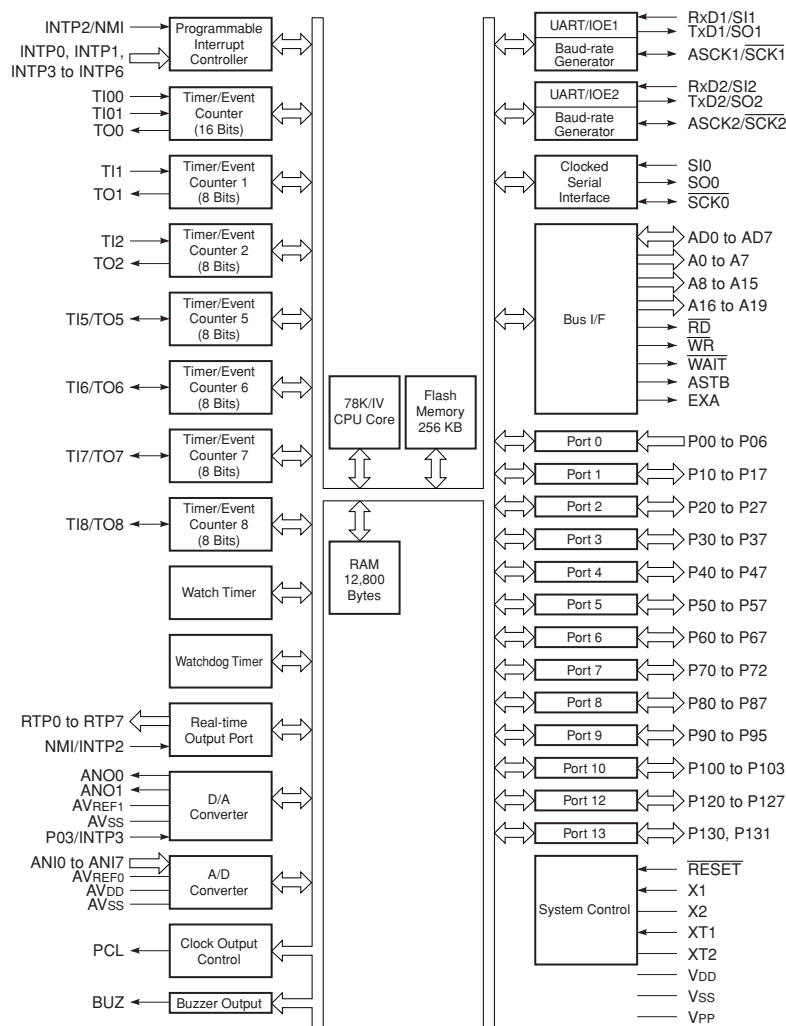 INTP2/NMI
INTP0, INTP1,
INTP3 to INTP6
Programmable
Interrupt
Controller
TI00
TI01
TO0
Timer/Event
Counter
(16 Bits)
TI1
TO1
Timer/Event
Counter 1
(8 Bits)
TI2
TO2
Timer/Event
Counter 2
(8 Bits)
TI5/TO5
Timer/Event
Counter 5
(8 Bits)
TI6/TO6
Timer/Event
Counter 6
(8 Bits)
TI7/TO7
Timer/Event
Counter 7
(8 Bits)
TI8/TO8
Timer/Event
Counter 8
(8 Bits)
Watch Timer
Watchdog Timer
RTP0 to RTP7
NMI/INTP2
Real-time
Output Port
ANO0
ANO1
AVREF1
AVSS
P03/INTP3
D/A
Converter
ANI0 to ANI7
AVREF0
AVDD
AVSS
A/D
Converter
PCL
Clock Output
Control
BUZ
Buzzer Output
78K/IV
CPU Core
Flash
Memory
256 KB
RAM
12,800
Bytes
UART/IOE1
Baud-rate
Generator
RxD1/SI1
TxD1/SO1
ASCK1/SCK1
UART/IOE2
Baud-rate
Generator
RxD2/SI2
TxD2/SO2
ASCK2/SCK2
Clocked
Serial
Interface
SI0
SO0
SCK0
Bus I/F
AD0 to AD7
A0 to A7
A8 to A15
A16 to A19
RD
WR
WAIT
ASTB
EXA
Port 0
P00 to P06
Port 1
P10 to P17
Port 2
P20 to P27
Port 3
P30 to P37
Port 4
P40 to P47
Port 5
P50 to P57
Port 6
P60 to P67
Port 7
P70 to P72
Port 8
P80 to P87
Port 9
P90 to P95
Port 10
P100 to P103
Port 12
P120 to P127
Port 13
P130, P131
System Control
RESET
X1
X2
XT1
XT2
VDD
VSS
VPP